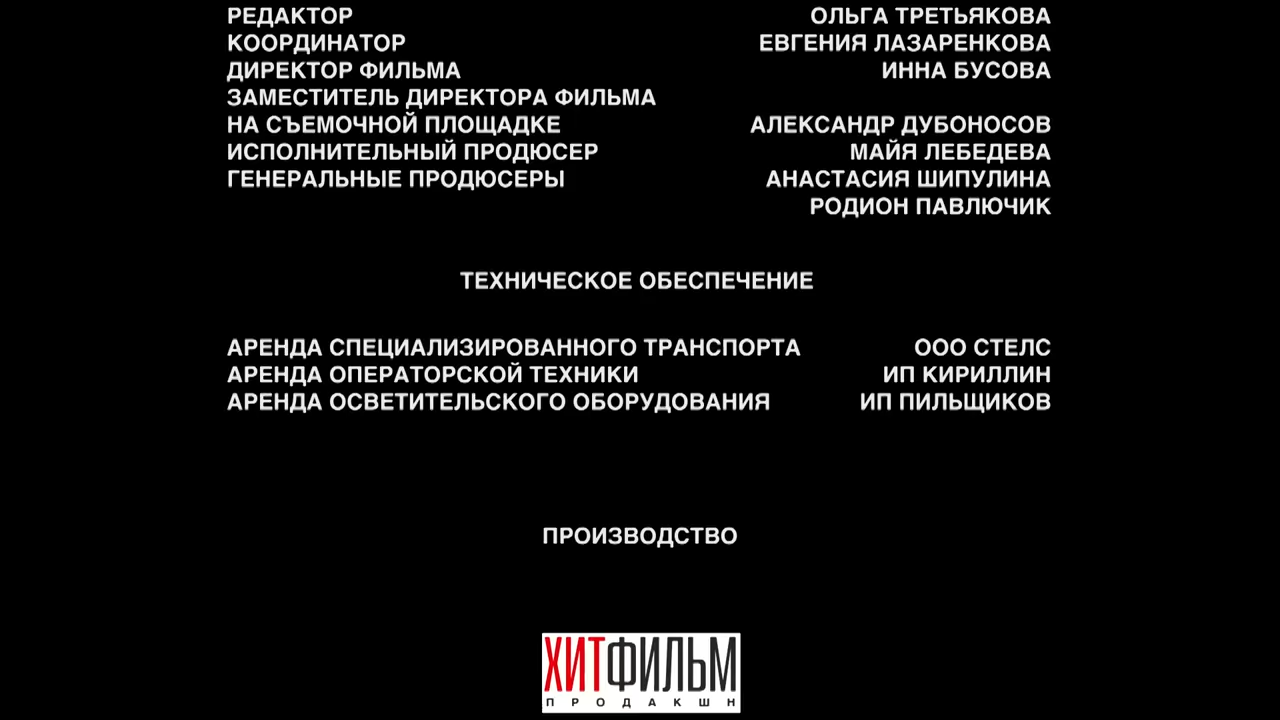 РЕДАКТОР ОЛЬГА ТРЕТЬЯКОВА
КООРДИНАТОР ЕВГЕНИЯ ЛАЗАРЕНКОВА
ДИРЕКТОР ФИЛЬМА ИННА БУСОВА
ЗАМЕСТИТЕЛЬ ДИРЕКТОРА ФИЛЬМА
НА СЪЕМОЧНОЙ ПЛОЩАДКЕ АЛЕКСАНДР ДУБОНОСОВ
ИСПОЛНИТЕЛЬНЫЙ ПРОДЮСЕР МАЙЯ ЛЕБЕДЕВА
ГЕНЕРАЛЬНЫЕ ПРОДЮСЕРЫ АНАСТАСИЯ ШИПУЛИНА
РОДИОН ПАВЛЮЧИК
ТЕХНИЧЕСКОЕ ОБЕСПЕЧЕНИЕ
АРЕНДА СПЕЦИАЛИЗИРОВАННОГО ТРАНСПОРТА ООО СТЕЛС
АРЕНДА ОПЕРАТОРСКОЙ ТЕХНИКИ ИП КИРИЛЛИН
АРЕНДА ОСВЕТИТЕЛЬСКОГО ОБОРУДОВАНИЯ ИП ПИЛЬЩИКОВ
ПРОИЗВОДСТВО
ХИТФИЛЬМ
ПРОДАКШН